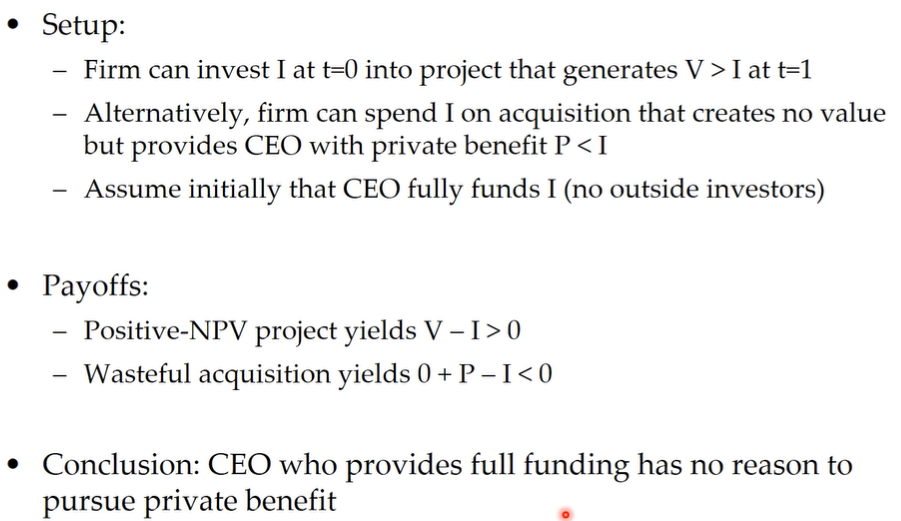 • Setup:
– Firm can invest I at t=0 into project that generates V > I at t=1
– Alternatively, firm can spend I on acquisition that creates no value
but provides CEO with private benefit P < I
– Assume initially that CEO fully funds I (no outside investors)
• Payoffs:
– Positive-NPV project yields V – I > 0
– Wasteful acquisition yields 0 + P – I < 0
• Conclusion: CEO who provides full funding has no reason to
pursue private benefit